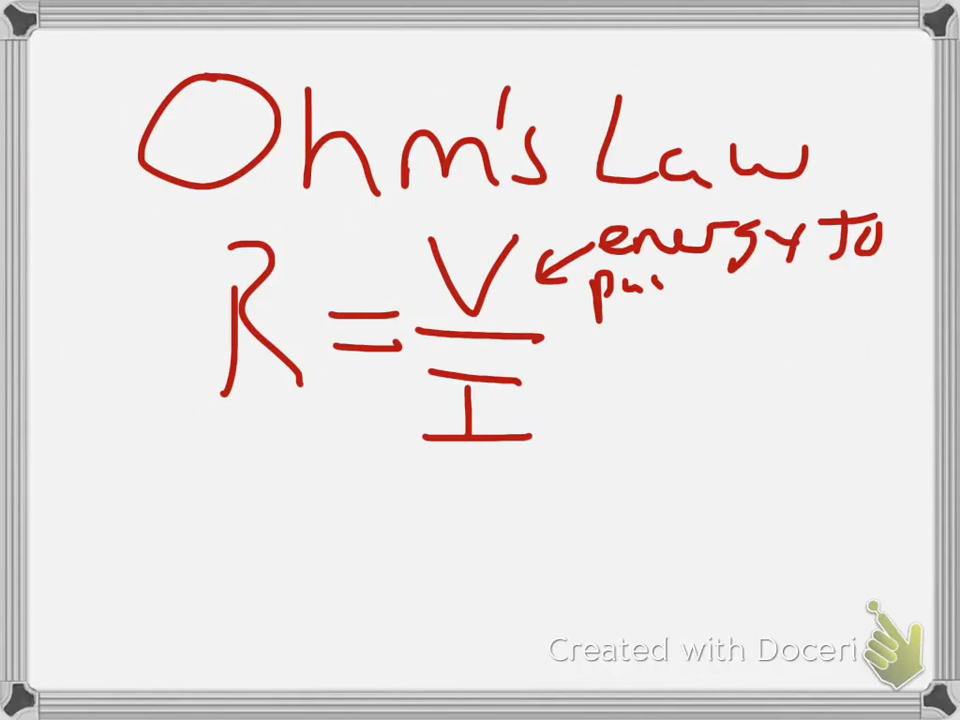 Ohm's Law
R = V / I
energy to
Created with Doceri